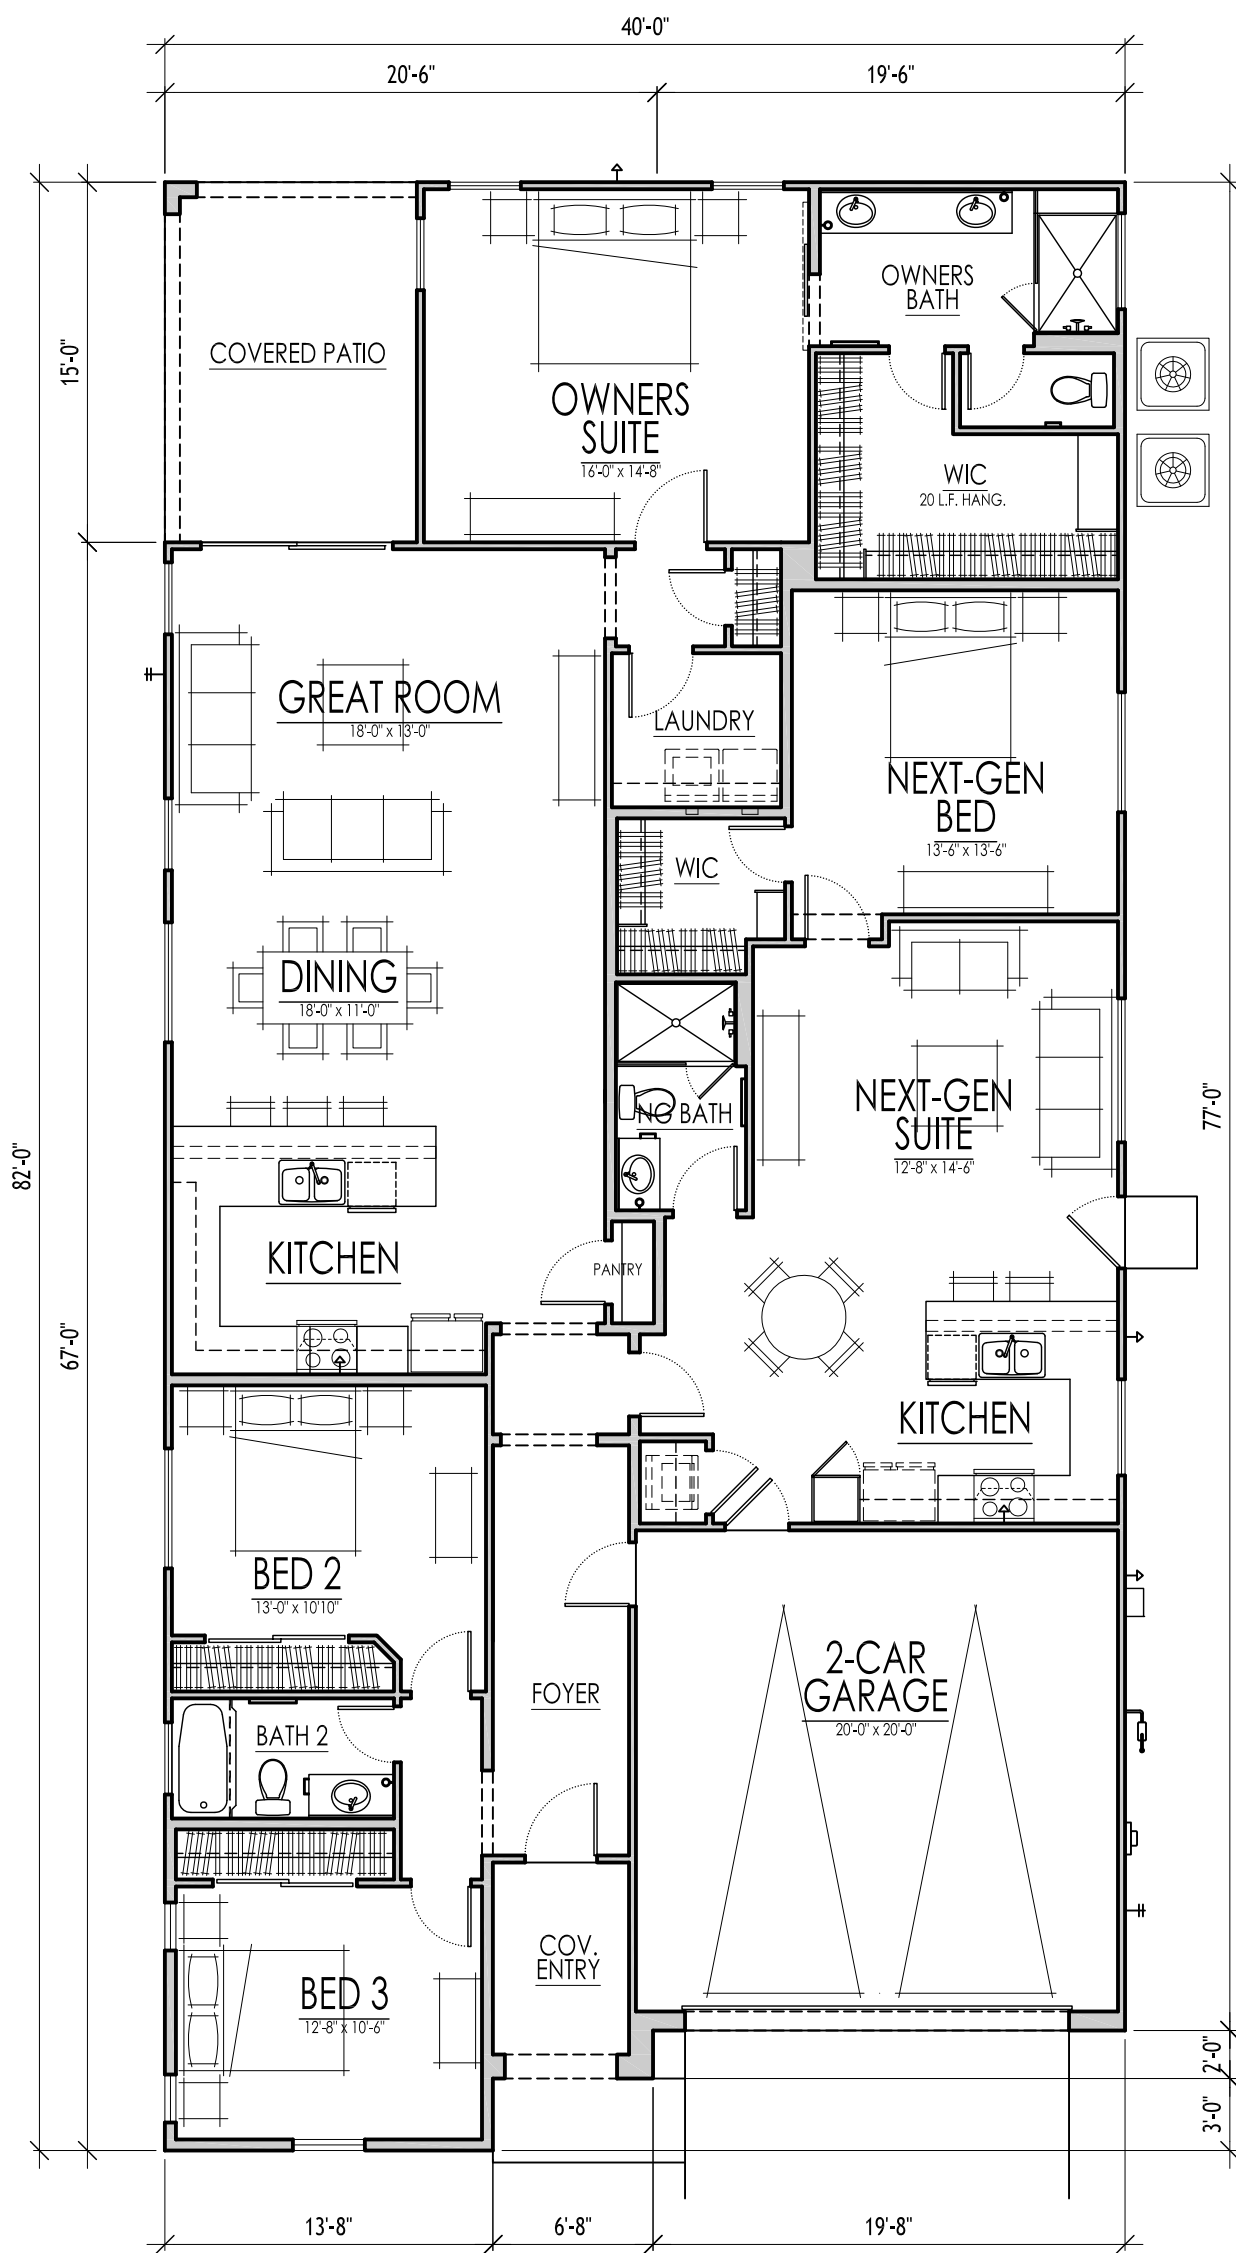 40'-0"
20'-6"
19'-6"
15'-0"
COVERED PATIO
OWNERS
SUITE
16'-0" x 14'-8"
OWNERS
BATH
WIC
20 L.F. HANG.
GREAT ROOM
18'-0" x 13'-0"
LAUNDRY
NEXT-GEN
BED
13'-6" x 13'-6"
WIC
DINING
18'-0" x 11'-0"
NG BATH
NEXT-GEN
SUITE
12'-8" x 14'-6"
77'-0"
82'-0"
KITCHEN
PANTRY
67'-0"
KITCHEN
BED 2
13'-0" x 10'10"
FOYER
2-CAR
GARAGE
20'-0" x 20'-0"
BATH 2
COV.
ENTRY
BED 3
12'-8" x 10'-6"
2'-0"
3'-0"
13'-8"
6'-8"
19'-8"